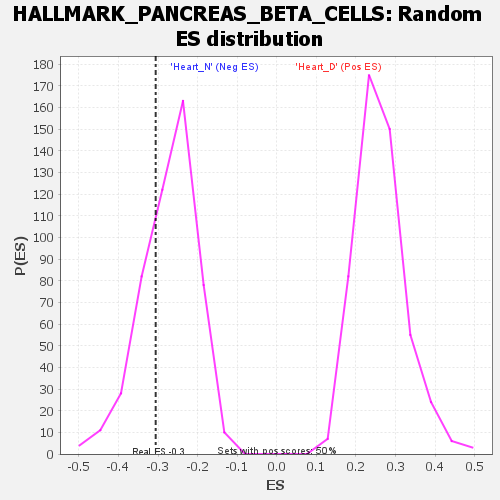 HALLMARK_PANCREAS_BETA_CELLS: Random
ES distribution
'Heart_N' (Neg ES)
'Heart_D' (Pos ES)
180
170
160
150
140
130
120
110
100
90
80
70
60
50
40
30
20
10
0
P(ES)
Real ES -0.3
Sets with pos scores: 50%
-0.5 -0.4 -0.3 -0.2 -0.1 0.0 0.1 0.2 0.3 0.4 0.5
ES